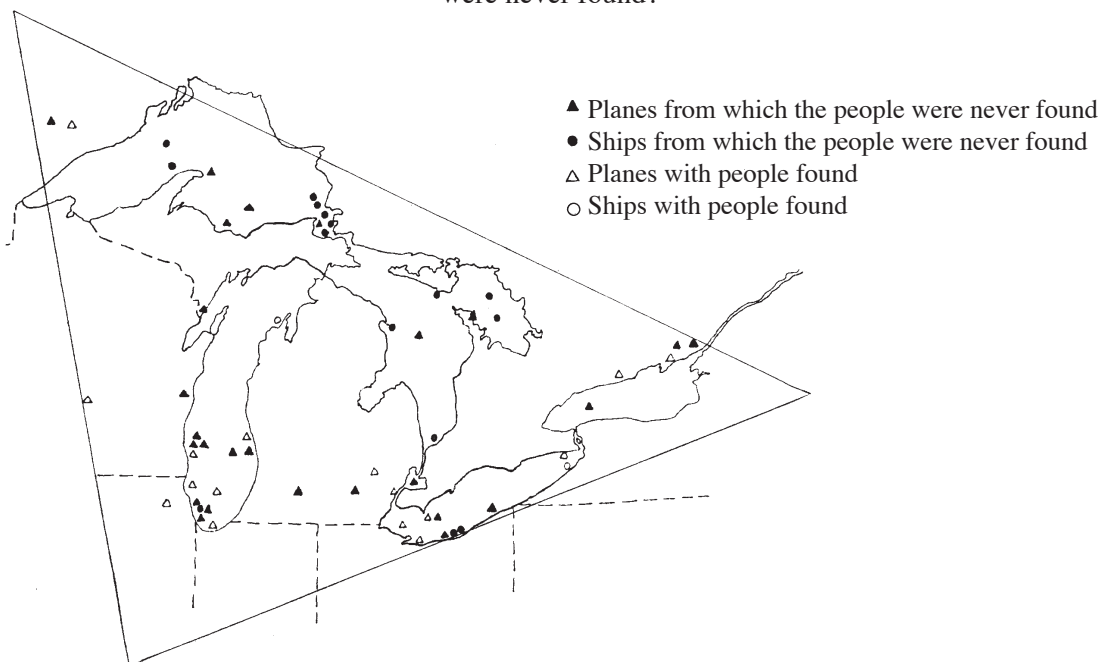 were never found?
Planes from which the people were never found
Ships from which the people were never found
Planes with people found
Ships with people found